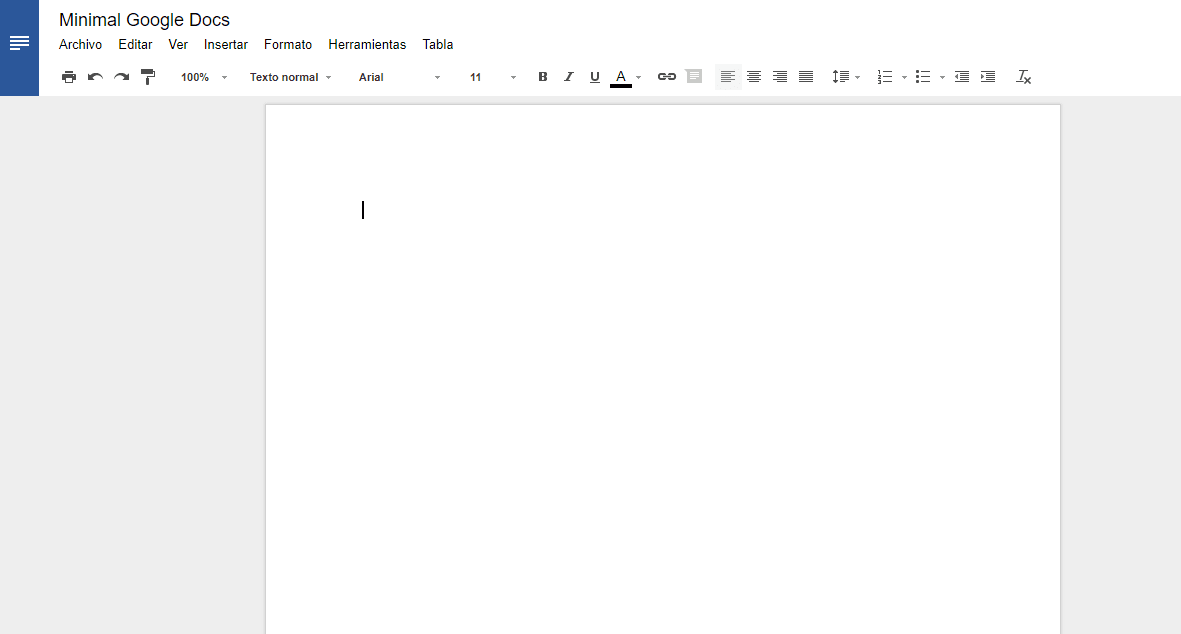 Minimal Google Docs
Archivo Editar Ver Insertar Formato Herramientas Tabla
100% Texto normal Arial 11 B I U A